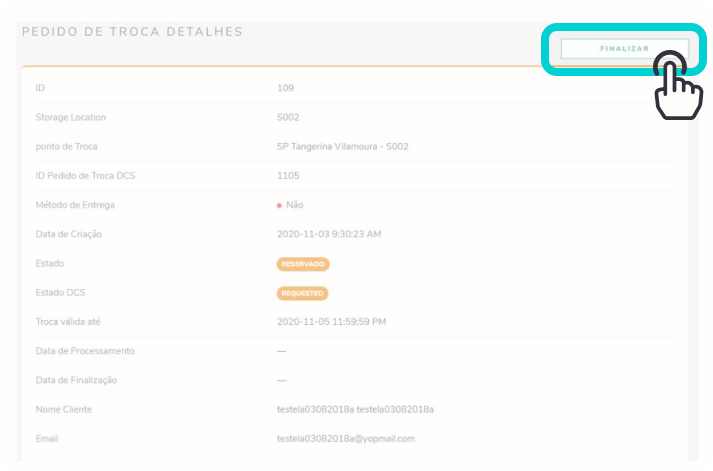 PEDIDO DE TROCA DETALHES
FINALIZAR
ID 109
Storage Location S002
ponto de Troca SP Tangerina Vilamoura - S002
ID Pedido de Troca DCS 1105
Método de Entrega Não
Data de Criação 2020-11-03 9:30:23 AM
Estado RESERVADO
Estado DCS REQUESTED
Troca válida até 2020-11-05 11:59:59 PM
Data de Processamento —
Data de Finalização —
Nome Cliente testela03082018a testela03082018a
Email testela03082018a@yopmail.com